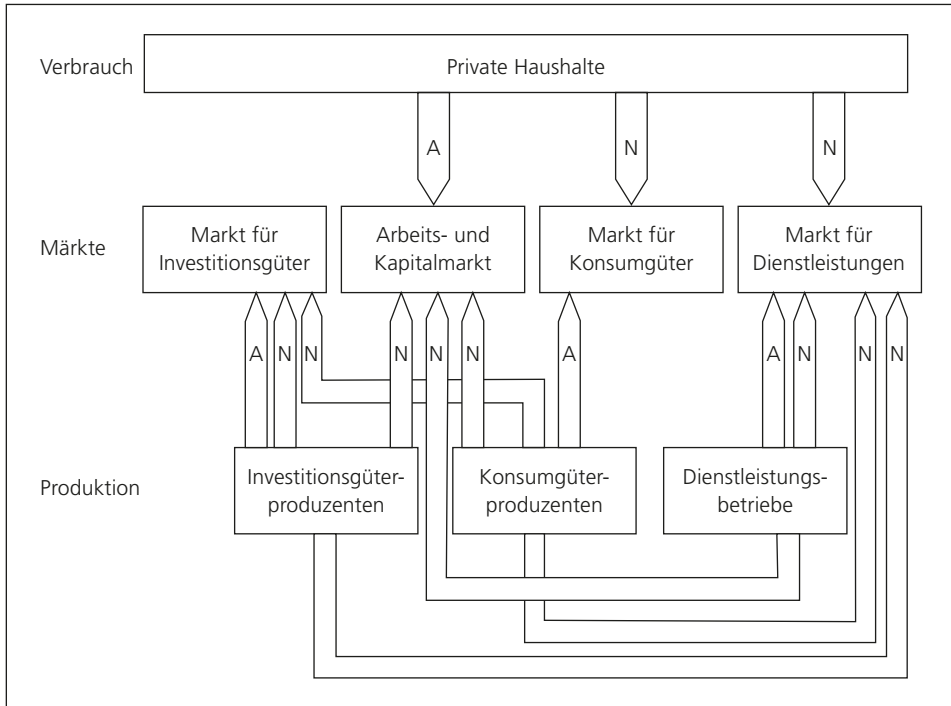 Verbrauch
Private Haushalte
A
N
N
Märkte
Markt für
Investitionsgüter
Arbeits- und
Kapitalmarkt
Markt für
Konsumgüter
Markt für
Dienstleistungen
A
N
N
N
N
N
A
A
N
N
N
Produktion
Investitionsgüter-
produzenten
Konsumgüter-
produzenten
Dienstleistungs-
betriebe